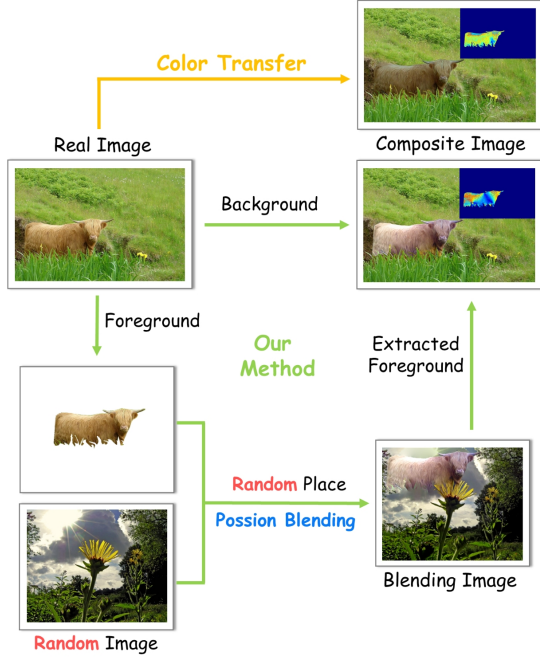 Color Transfer
Real Image
Composite Image
Background
Foreground
Our
Method
Extracted
Foreground
Random Place
Possion Blending
Blending Image
Random Image